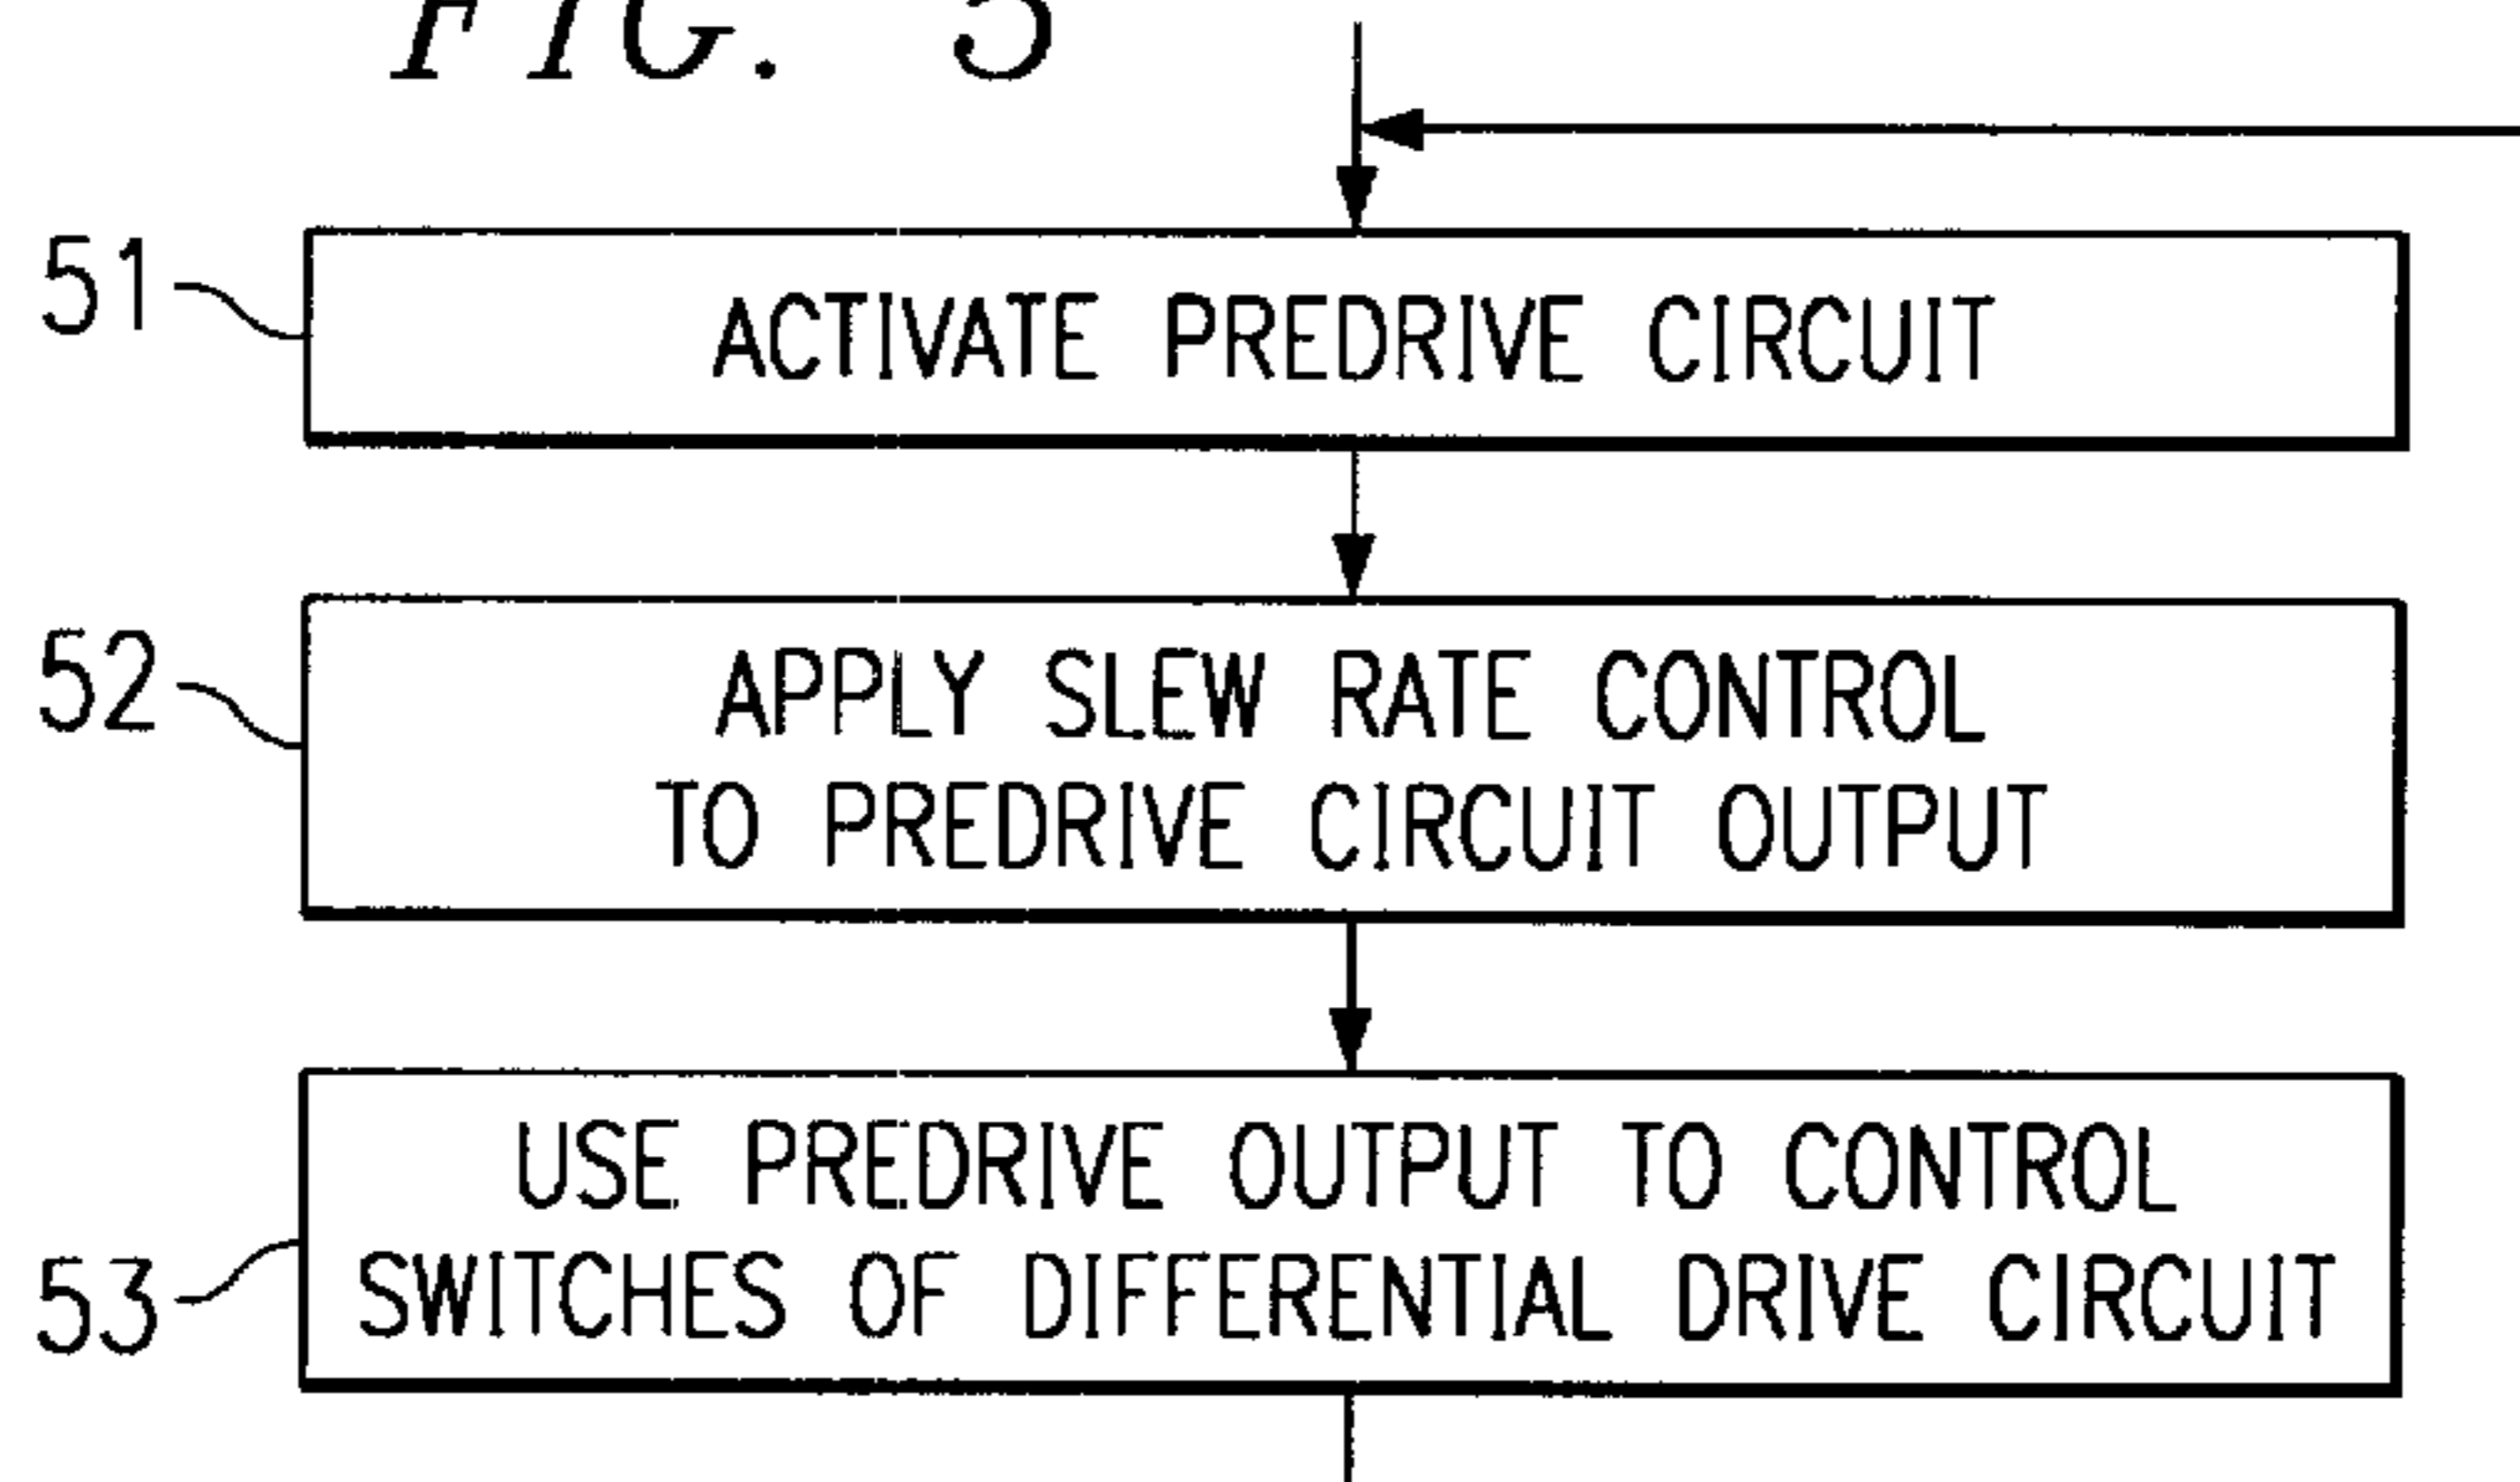 FIG. 5
51
ACTIVATE PREDRIVE CIRCUIT
52
APPLY SLEW RATE CONTROL
TO PREDRIVE CIRCUIT OUTPUT
USE PREDRIVE OUTPUT TO CONTROL
53
SWITCHES OF DIFFERENTIAL DRIVE CIRCUIT